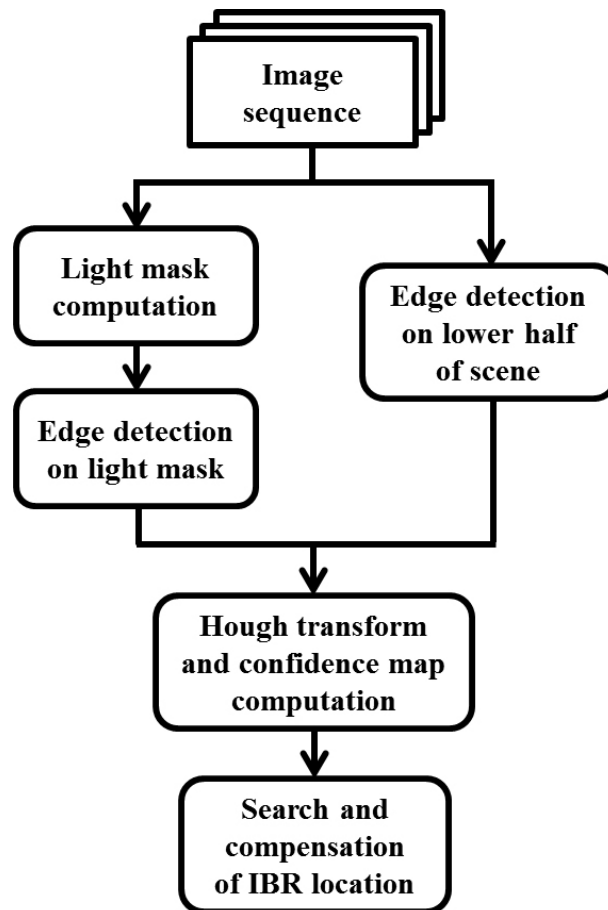 Image
sequence
Light mask
computation
Edge detection
on lower half
of scene
Edge detection
on light mask
Hough transform
and confidence map
computation
Search and
compensation
of IBR location